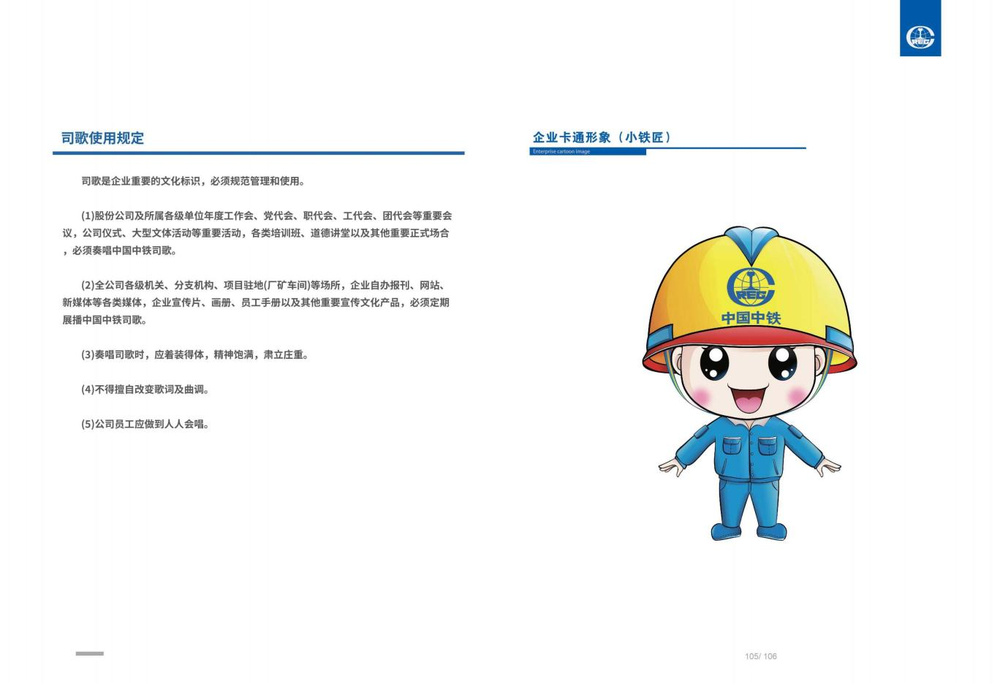 司歌使用规定
司歌是企业重要的文化标识，必须规范管理和使用。
(1)股份公司及所属各级单位年度工作会、党代会、职代会、工代会、团代会等重要会
议，公司仪式、大型文体活动等重要活动，各类培训班、道德讲堂以及其他重要正式场合
，必须奏唱中国中铁司歌。
(2)全公司各级机关、分支机构、项目驻地(厂矿车间)等场所，企业自办报刊、网站、
新媒体等各类媒体，企业宣传片、画册、员工手册以及其他重要宣传文化产品，必须定期
展播中国中铁司歌。
(3)奏唱司歌时，应着装得体，精神饱满，肃立庄重。
(4)不得擅自改变歌词及曲调。
(5)公司员工应做到人人会唱。
CREG
企业卡通形象（小铁匠）
Enterprise cartoon image
CREG
中国中铁
105/ 106